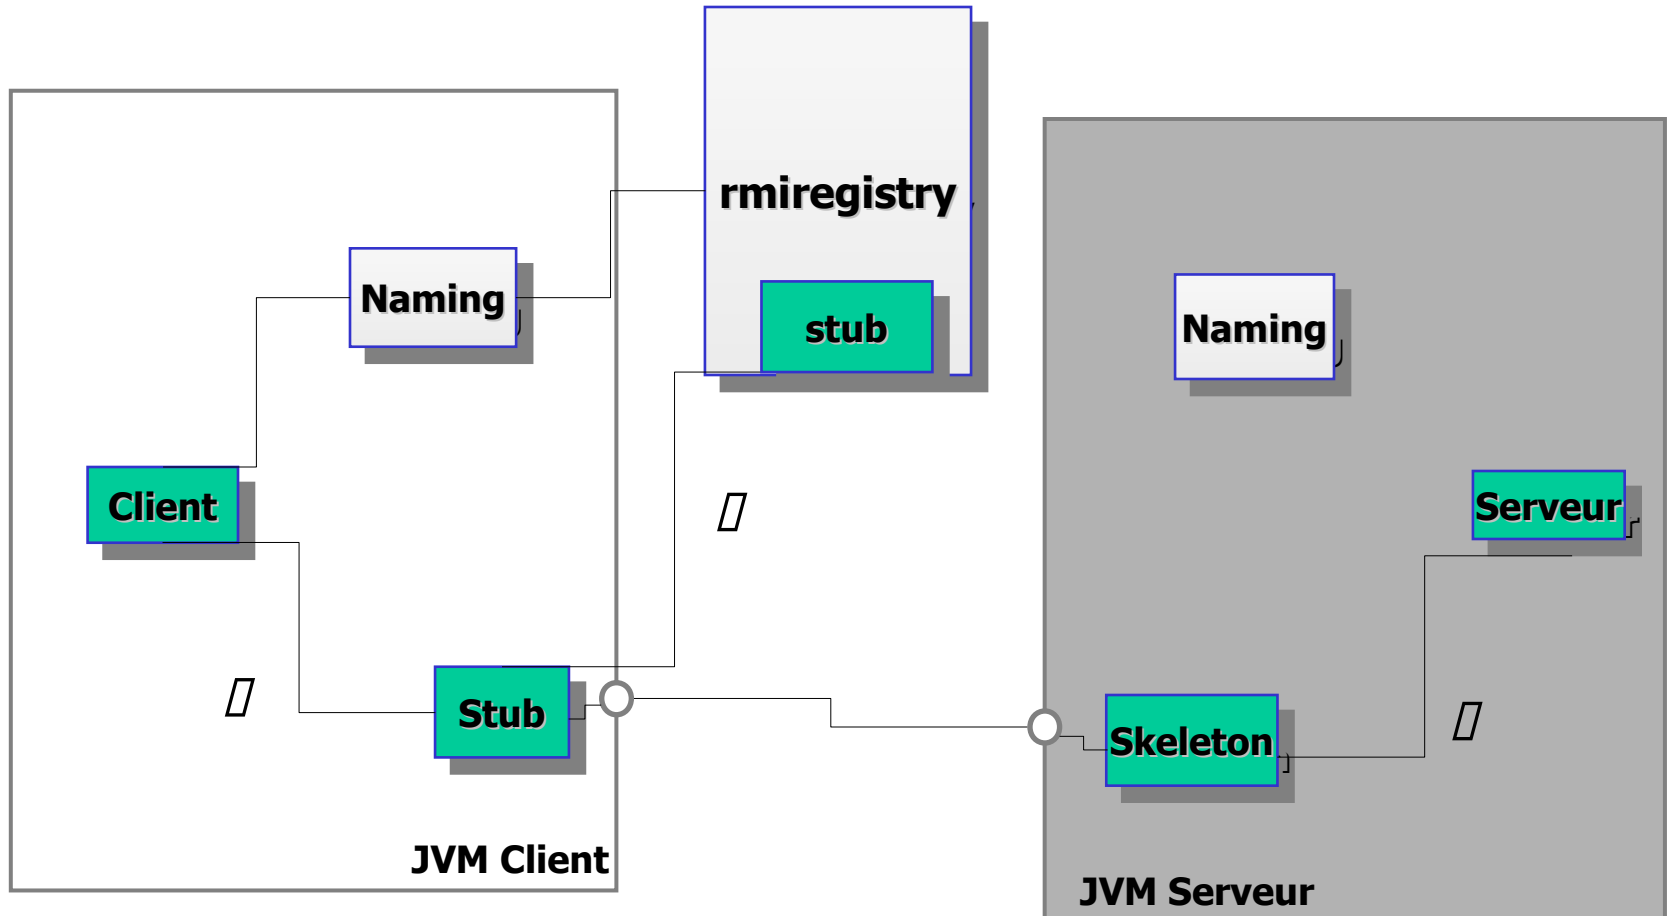 rmiregistry
Naming
stub
Naming
Client
Serveur
Stub
Skeleton
JVM Client
JVM Serveur